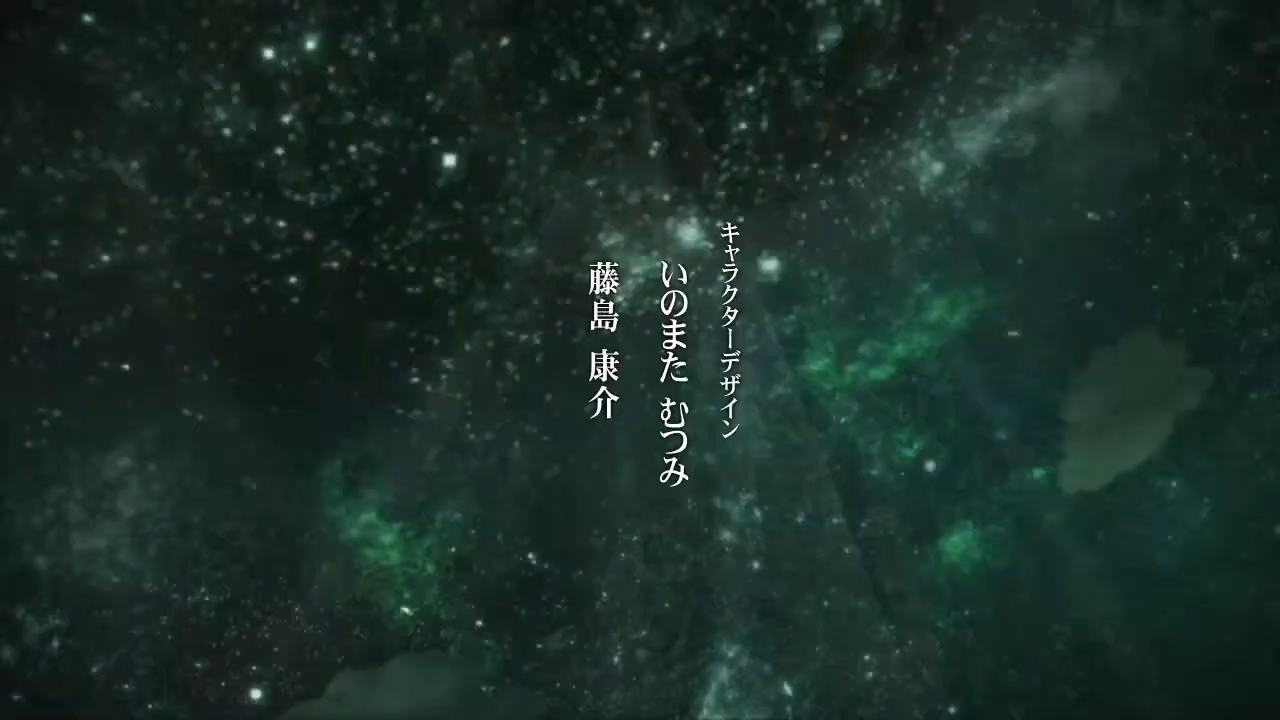 キャラクターデザイン
いのまた むつみ
藤島 康介